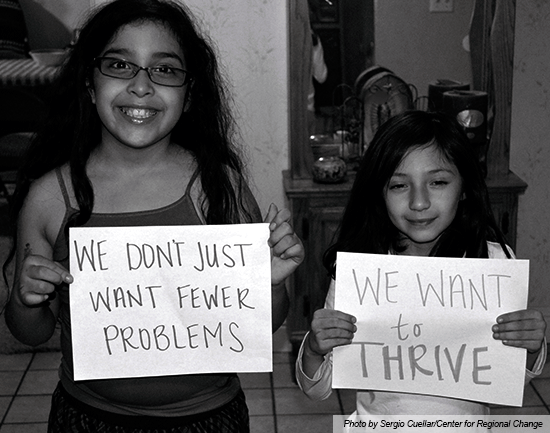 WE DON'T JUST
WANT FEWER
PROBLEMS
WE WANT
to
THRIVE
Photo by Sergio Cuellar/Center for Regional Change